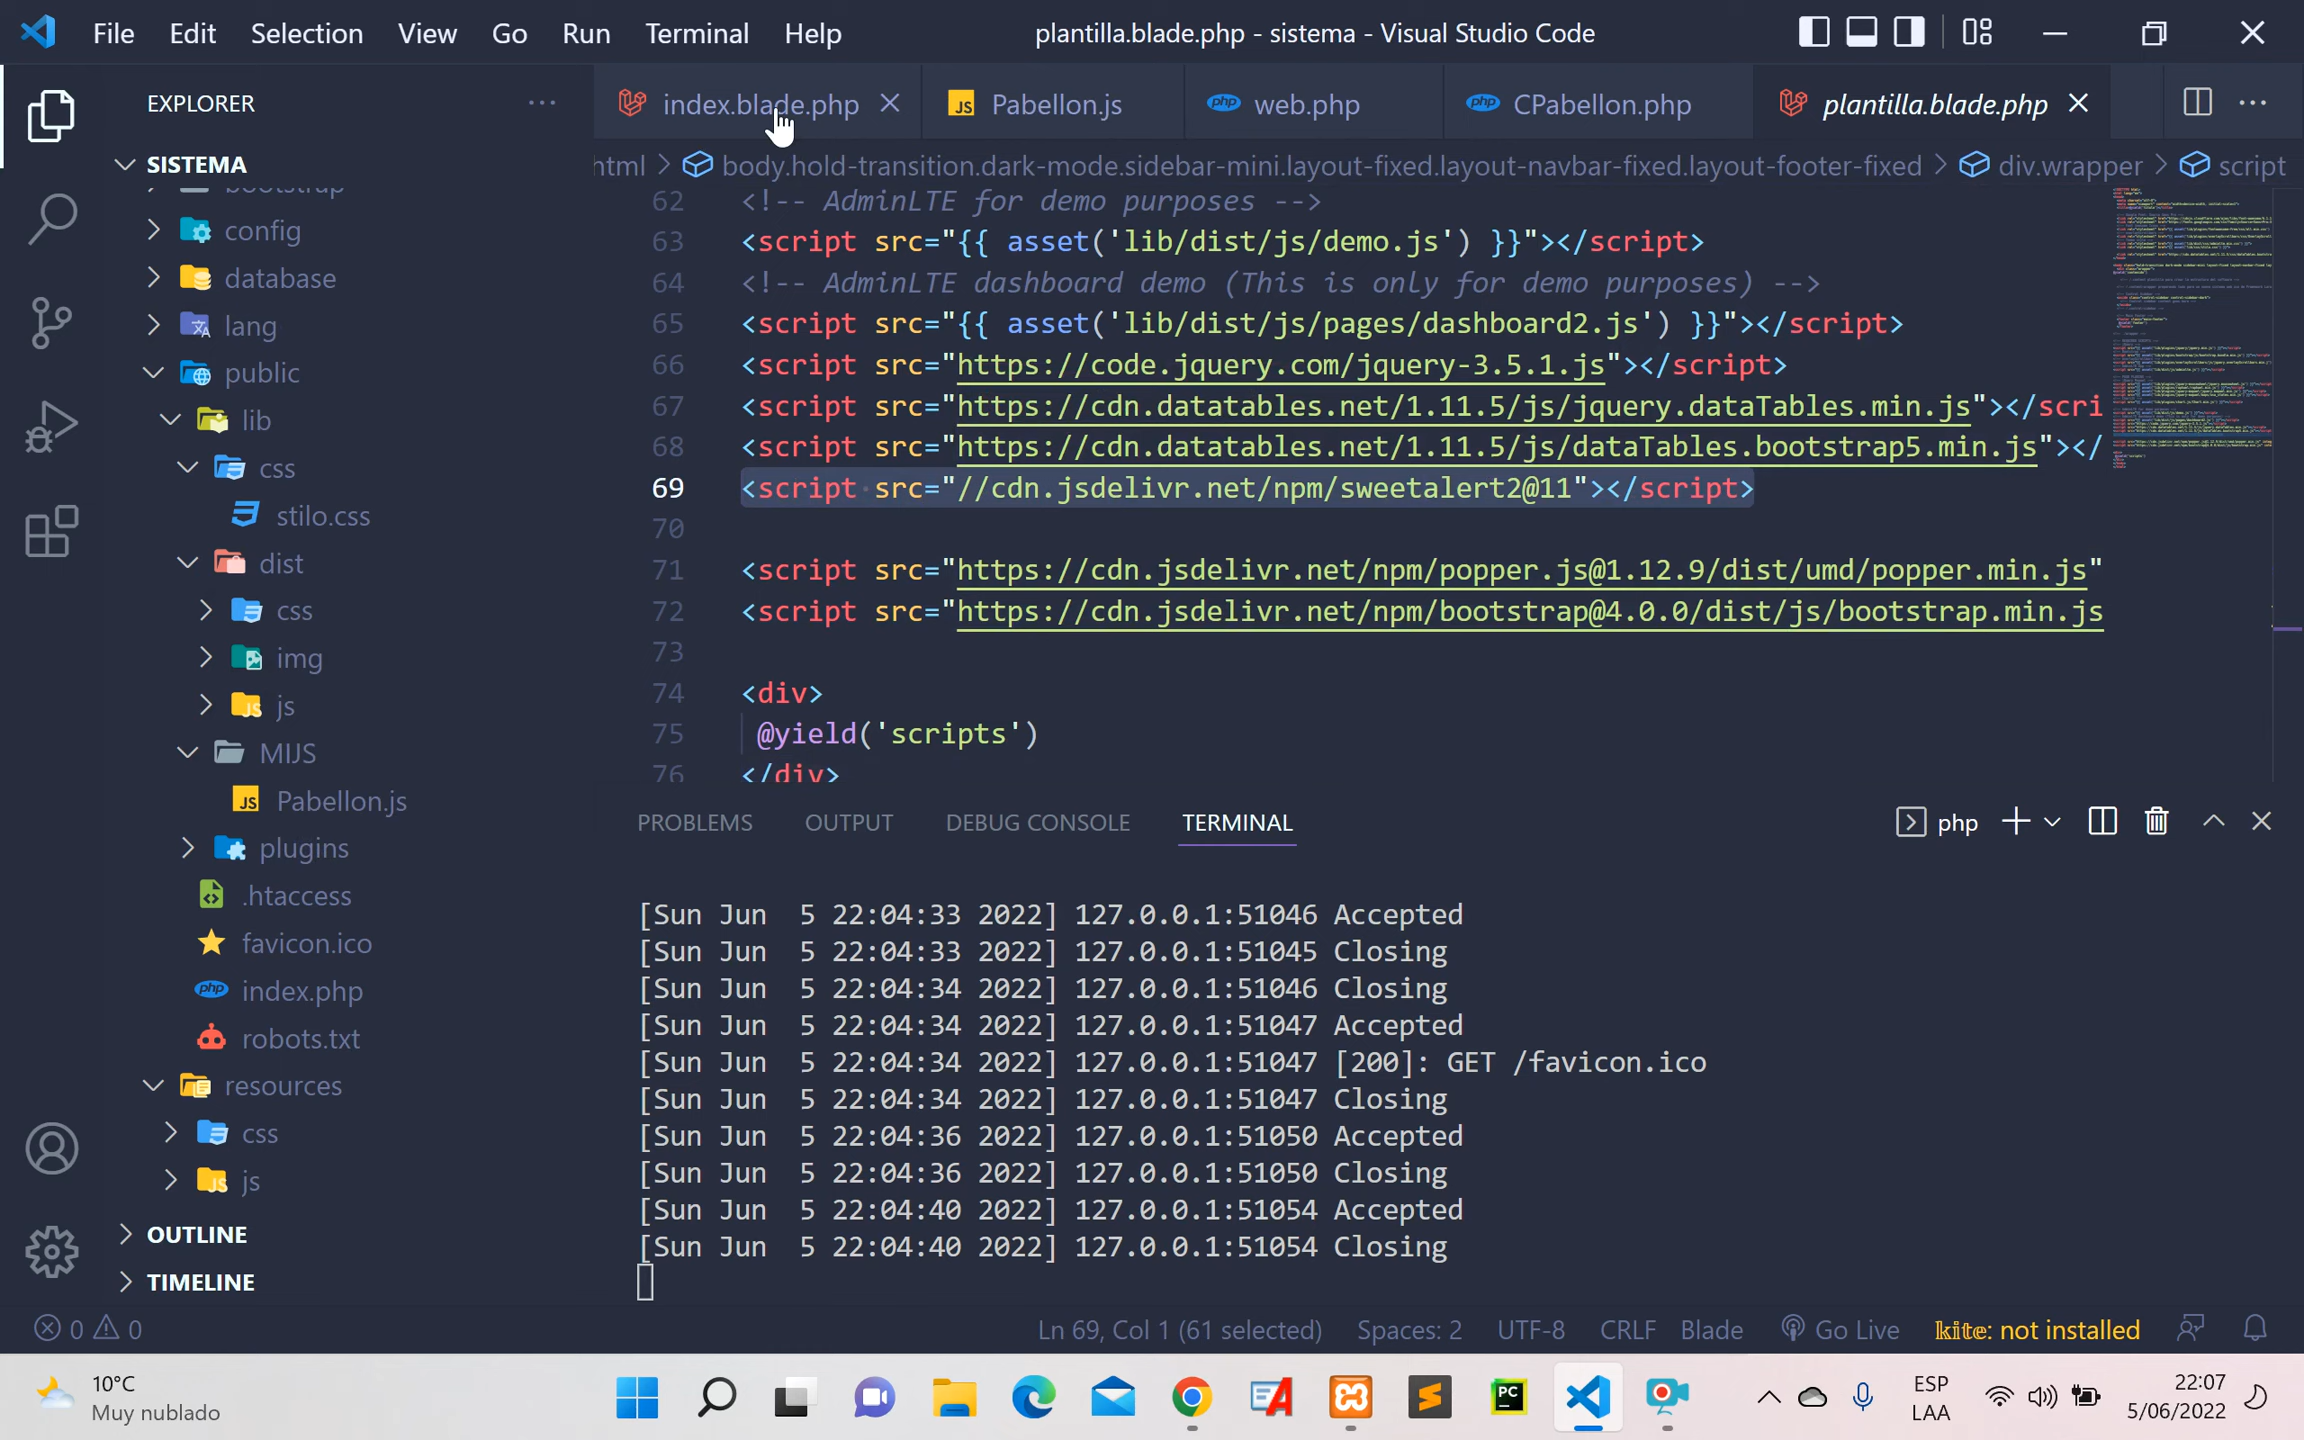 File Edit Selection View Go Run Terminal Help
plantilla.blade.php - sistema - Visual Studio Code
EXPLORER
index.blade.php
JS Pabellon.js
php web.php
php CPabellon.php
plantilla.blade.php
SISTEMA
html > body.hold-transition.dark-mode.sidebar-mini.layout-fixed.layout-navbar-fixed.layout-footer-fixed > div.wrapper > script
bootstrap
config
database
lang
public
lib
css
stilo.css
dist
css
img
js
MIJS
JS Pabellon.js
plugins
.htaccess
favicon.ico
php index.php
robots.txt
resources
css
js
OUTLINE
TIMELINE
62 <!-- AdminLTE for demo purposes -->
63 <script src="{{ asset('lib/dist/js/demo.js') }}"></script>
64 <!-- AdminLTE dashboard demo (This is only for demo purposes) -->
65 <script src="{{ asset('lib/dist/js/pages/dashboard2.js') }}"></script>
66 <script src="https://code.jquery.com/jquery-3.5.1.js"></script>
67 <script src="https://cdn.datatables.net/1.11.5/js/jquery.dataTables.min.js"></scri
68 <script src="https://cdn.datatables.net/1.11.5/js/dataTables.bootstrap5.min.js"></
69 <script src="//cdn.jsdelivr.net/npm/sweetalert2@11"></script>
70
71 <script src="https://cdn.jsdelivr.net/npm/popper.js@1.12.9/dist/umd/popper.min.js"
72 <script src="https://cdn.jsdelivr.net/npm/bootstrap@4.0.0/dist/js/bootstrap.min.js
73
74 <div>
75 @yield('scripts')
76 </div>
PROBLEMS OUTPUT DEBUG CONSOLE TERMINAL
php
[Sun Jun 5 22:04:33 2022] 127.0.0.1:51046 Accepted
[Sun Jun 5 22:04:33 2022] 127.0.0.1:51045 Closing
[Sun Jun 5 22:04:34 2022] 127.0.0.1:51046 Closing
[Sun Jun 5 22:04:34 2022] 127.0.0.1:51047 Accepted
[Sun Jun 5 22:04:34 2022] 127.0.0.1:51047 [200]: GET /favicon.ico
[Sun Jun 5 22:04:34 2022] 127.0.0.1:51047 Closing
[Sun Jun 5 22:04:36 2022] 127.0.0.1:51050 Accepted
[Sun Jun 5 22:04:36 2022] 127.0.0.1:51050 Closing
[Sun Jun 5 22:04:40 2022] 127.0.0.1:51054 Accepted
[Sun Jun 5 22:04:40 2022] 127.0.0.1:51054 Closing
0 0
Ln 69, Col 1 (61 selected) Spaces: 2 UTF-8 CRLF Blade Go Live kite: not installed
10°C
Muy nublado
PC
ESP
LAA
22:07
5/06/2022